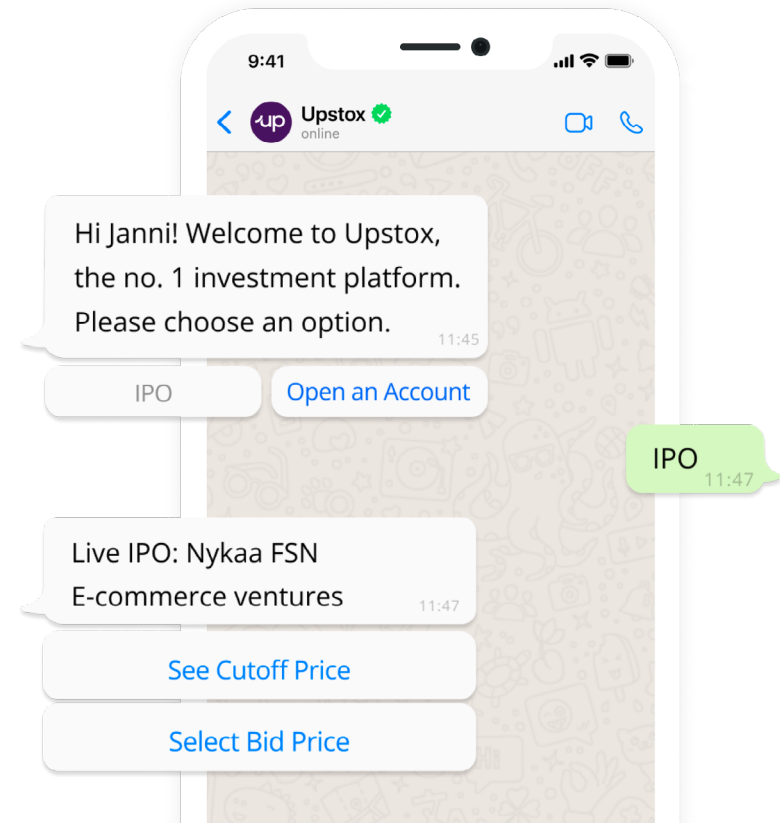 9:41
up
Upstox
online
Hi Janni! Welcome to Upstox,
the no. 1 investment platform.
Please choose an option.
11:45
IPO
Open an Account
IPO
11:47
Live IPO: Nykaa FSN
E-commerce ventures
11:47
See Cutoff Price
Select Bid Price